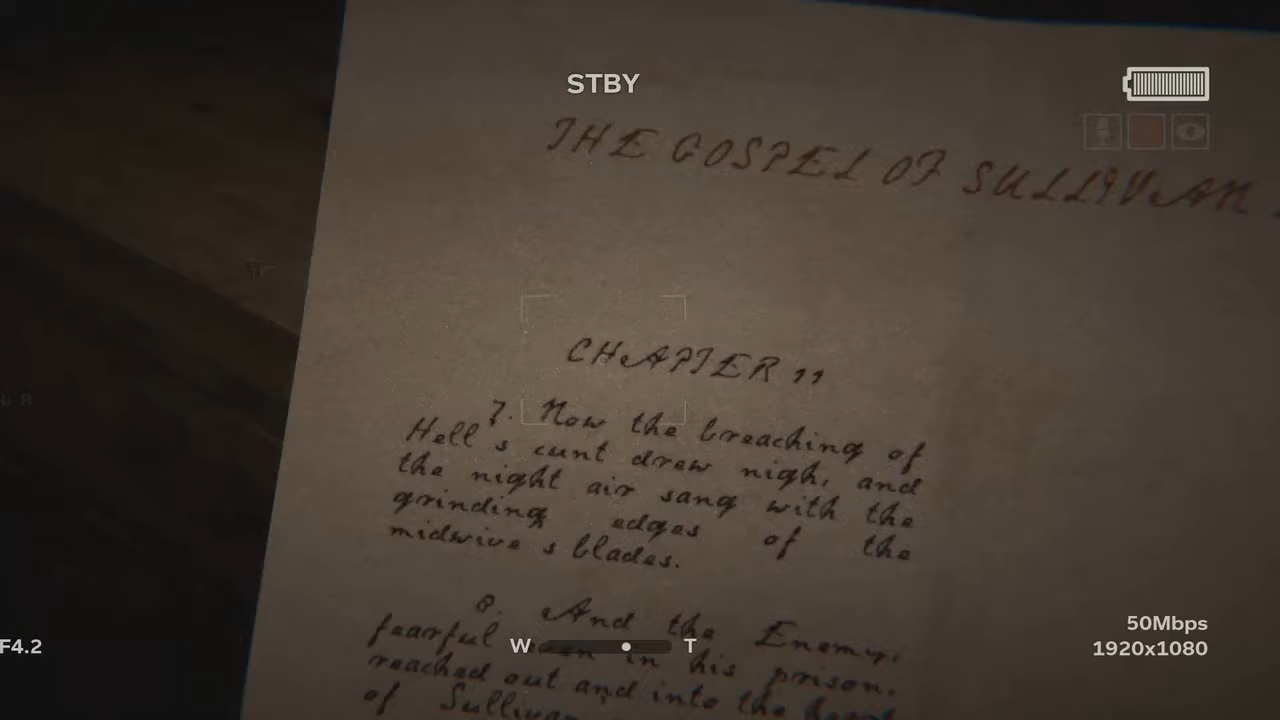 STBY
THE GOSPEL OF SULLIVAN
CHAPTER 11
7. Now the breaching of
Hell s cunt drew nigh, and
the night air sang with the
grinding edges of the
midwive s blades.
8. And the Enemy,
fearful in his prison,
reached out and into the heart
of Sullivan
F4.2
W T
50Mbps
1920x1080